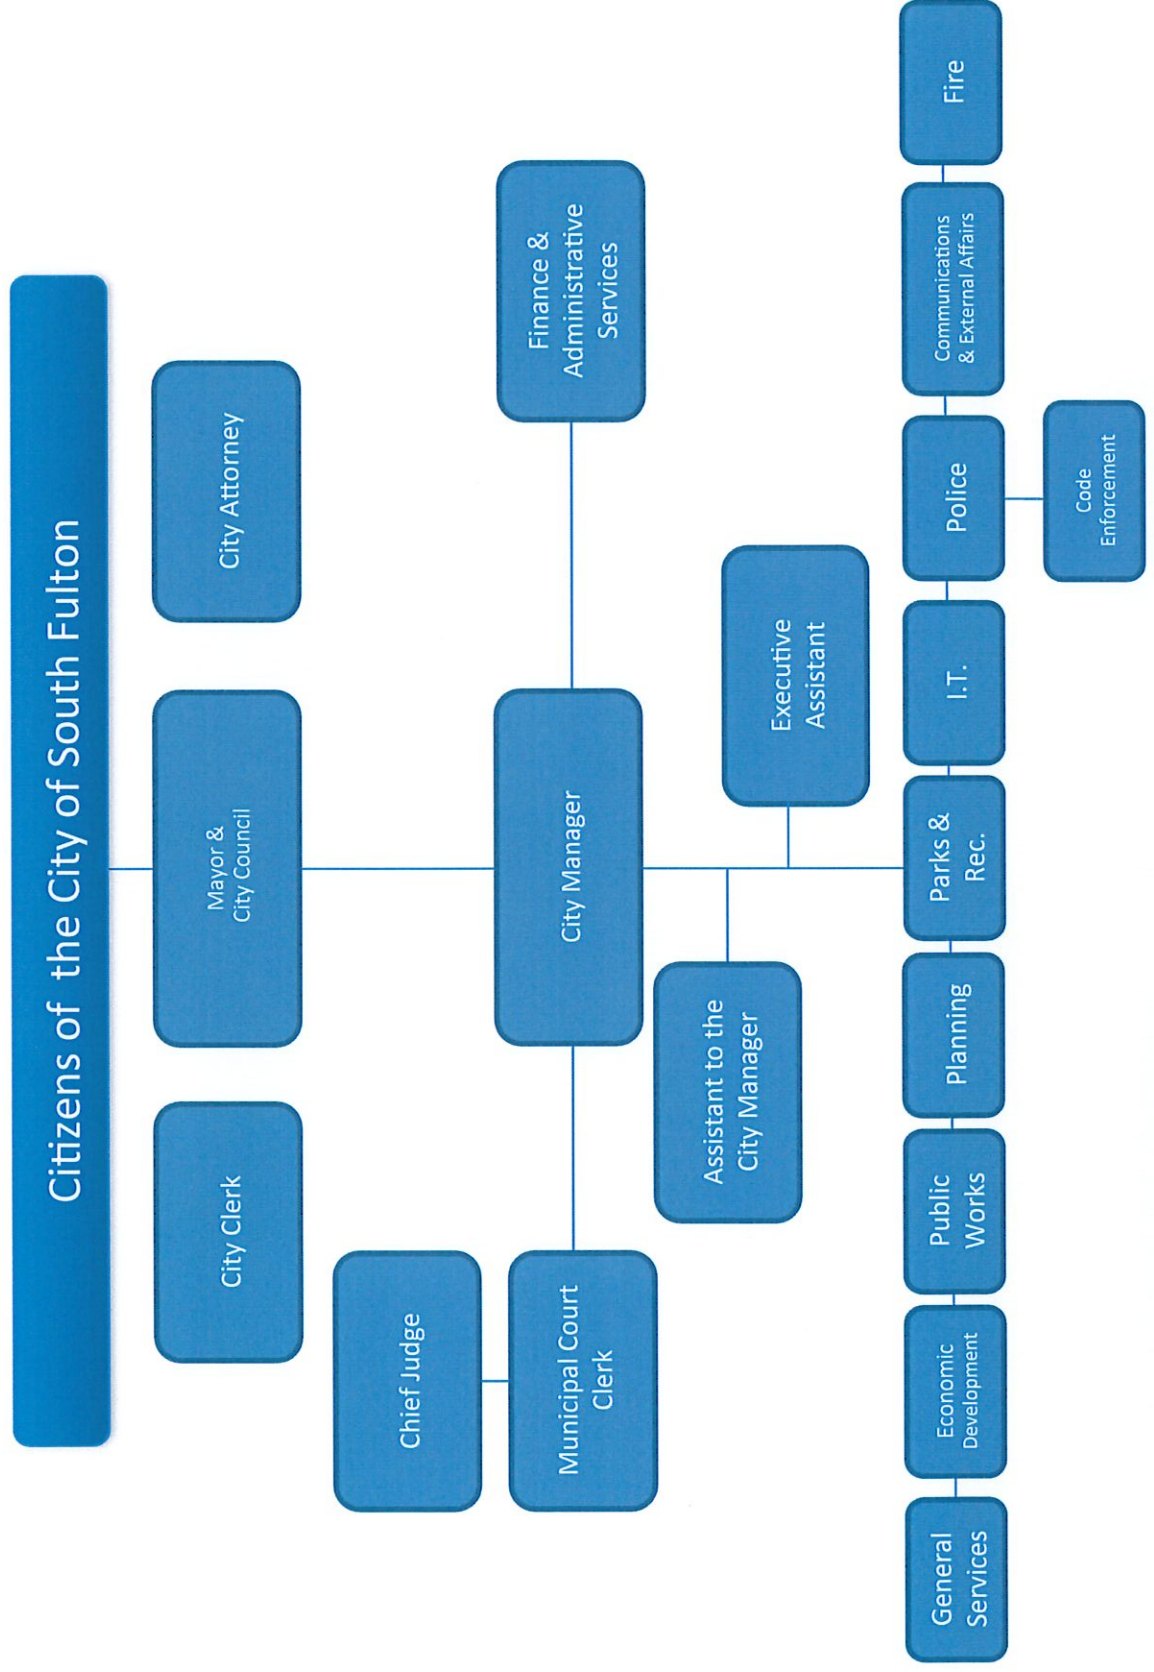 Citizens of the City of South Fulton
City Clerk
Mayor &
City Council
City Attorney
Chief Judge
Municipal Court
Clerk
City Manager
Finance &
Administrative
Services
Assistant to the
City Manager
Executive
Assistant
General
Services
Economic
Development
Public
Works
Planning
Parks &
Rec.
I.T.
Police
Communications
& External Affairs
Fire
Code
Enforcement